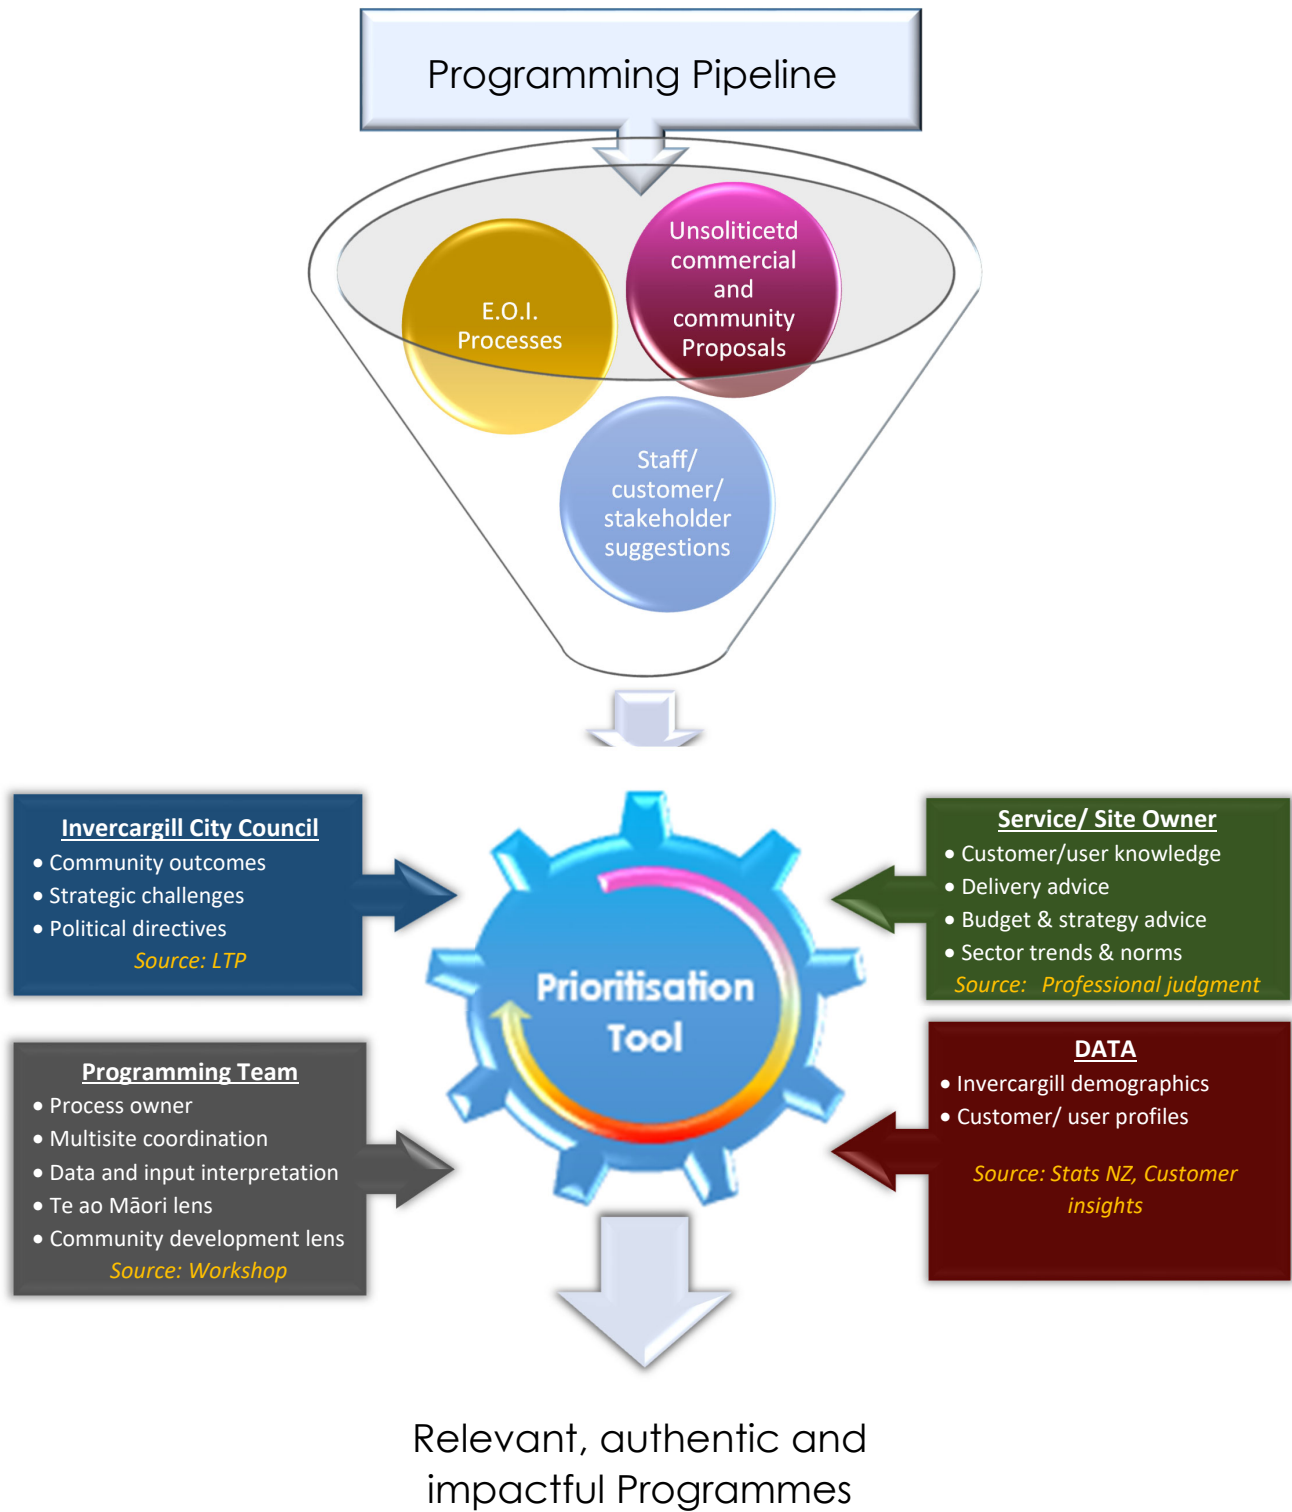 Programming Pipeline
Unsoliticetd
commercial
and
community
Proposals
E.O.I.
Processes
Staff/
customer/
stakeholder
suggestions
Invercargill City Council
• Community outcomes
• Strategic challenges
• Political directives
Source: LTP
Service/ Site Owner
• Customer/user knowledge
• Delivery advice
• Budget & strategy advice
• Sector trends & norms
Source: Professional judgment
Prioritisation
Tool
Programming Team
• Process owner
• Multisite coordination
• Data and input interpretation
• Te ao Māori lens
• Community development lens
Source: Workshop
DATA
• Invercargill demographics
• Customer/ user profiles
Source: Stats NZ, Customer
insights
Relevant, authentic and
impactful Programmes